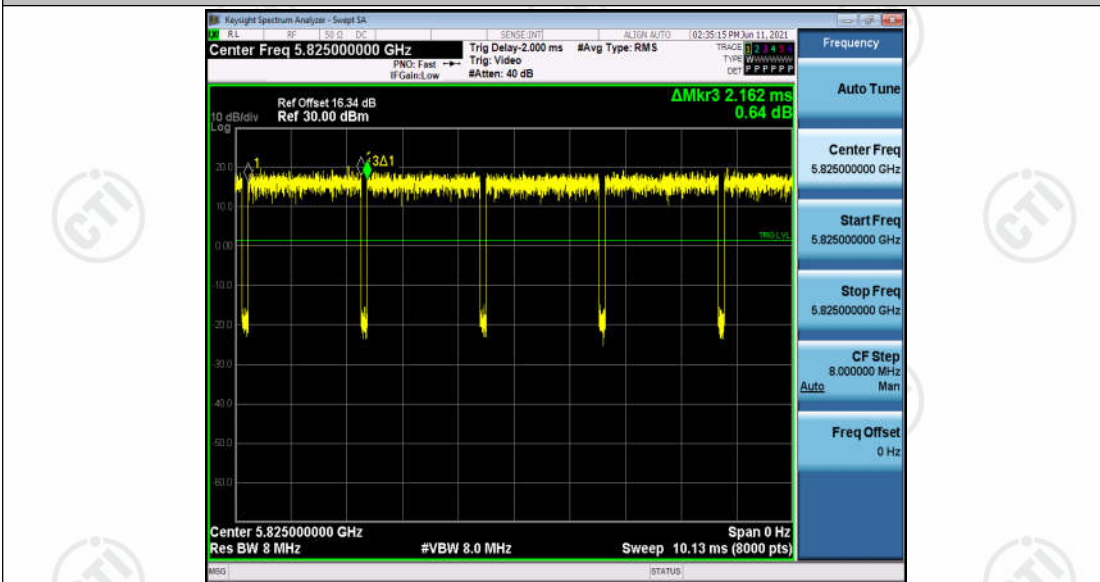 Keysight Spectrum Analyzer - Swept SA
RL RF 50 Ω DC SENSE:INT ALIGN AUTO 02:35:15 PM Jun 11, 2021
Center Freq 5.825000000 GHz
PNO: Fast
IFGain:Low
Trig Delay-2.000 ms
Trig: Video
#Atten: 40 dB
#Avg Type: RMS
TRACE 1 2 3 4 5 6
TYPE WWWWWW
DET P P P P P P
Frequency
ΔMkr3 2.162 ms
0.64 dB
Ref Offset 16.34 dB
10 dB/div Ref 30.00 dBm
Log
1
1
3Δ1
20.0
10.0
TRIG LVL
0.00
-10.0
-20.0
-30.0
-40.0
-50.0
-60.0
Center 5.825000000 GHz Span 0 Hz
Res BW 8 MHz #VBW 8.0 MHz Sweep 10.13 ms (8000 pts)
MSG STATUS
Auto Tune
Center Freq
5.825000000 GHz
Start Freq
5.825000000 GHz
Stop Freq
5.825000000 GHz
CF Step
8.000000 MHz
Auto Man
Freq Offset
0 Hz
CTI
CTI